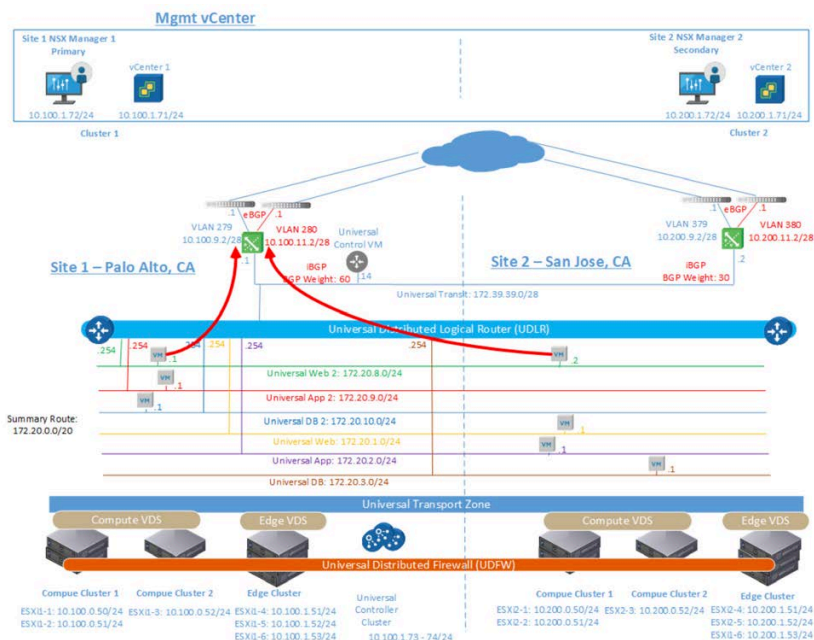 Mgmt vCenter
Site 1 NSX Manager 1
Primary
vCenter 1
10.100.1.72/24
10.100.1.71/24
Cluster 1
Site 2 NSX Manager 2
Secondary
vCenter 2
10.200.1.72/24
10.200.1.71/24
Cluster 2
.1
eBGP
.1
VLAN 279
10.100.9.2/28
VLAN 280
10.100.11.2/28
Universal
Control VM
.1
eBGP
.1
VLAN 379
10.200.9.2/28
VLAN 380
10.200.11.2/28
Site 1 – Palo Alto, CA
.1
iBGP
BGP Weight: 60
.14
Site 2 – San Jose, CA
iBGP
BGP Weight: 30
.2
Universal Transit: 172.39.39.0/28
Universal Distributed Logical Router (UDLR)
.254
.254
.254
.254
.254
.254
VM
.1
VM
.2
Universal Web 2: 172.20.8.0/24
VM
.1
Universal App 2: 172.20.9.0/24
VM
.1
Summary Route:
172.20.0.0/20
Universal DB 2: 172.20.10.0/24
VM
.1
Universal Web: 172.20.1.0/24
VM
.1
Universal App: 172.20.2.0/24
VM
.1
Universal DB: 172.20.3.0/24
Universal Transport Zone
Compute VDS
Edge VDS
Compute VDS
Edge VDS
Universal Distributed Firewall (UDFW)
Compue Cluster 1
ESXi1-1: 10.100.0.50/24
ESXi1-2: 10.100.0.51/24
Compue Cluster 2
ESXi1-3: 10.100.0.52/24
Edge Cluster
ESXi1-4: 10.100.1.51/24
ESXi1-5: 10.100.1.52/24
ESXi1-6: 10.100.1.53/24
Universal
Controller
Cluster
10.100.1.73 - 74/24
Compue Cluster 1
ESXi2-1: 10.200.0.50/24
ESXi2-2: 10.200.0.51/24
Compue Cluster 2
ESXi2-3: 10.200.0.52/24
Edge Cluster
ESXi2-4: 10.200.1.51/24
ESXi2-5: 10.200.1.52/24
ESXi2-6: 10.200.1.52/24